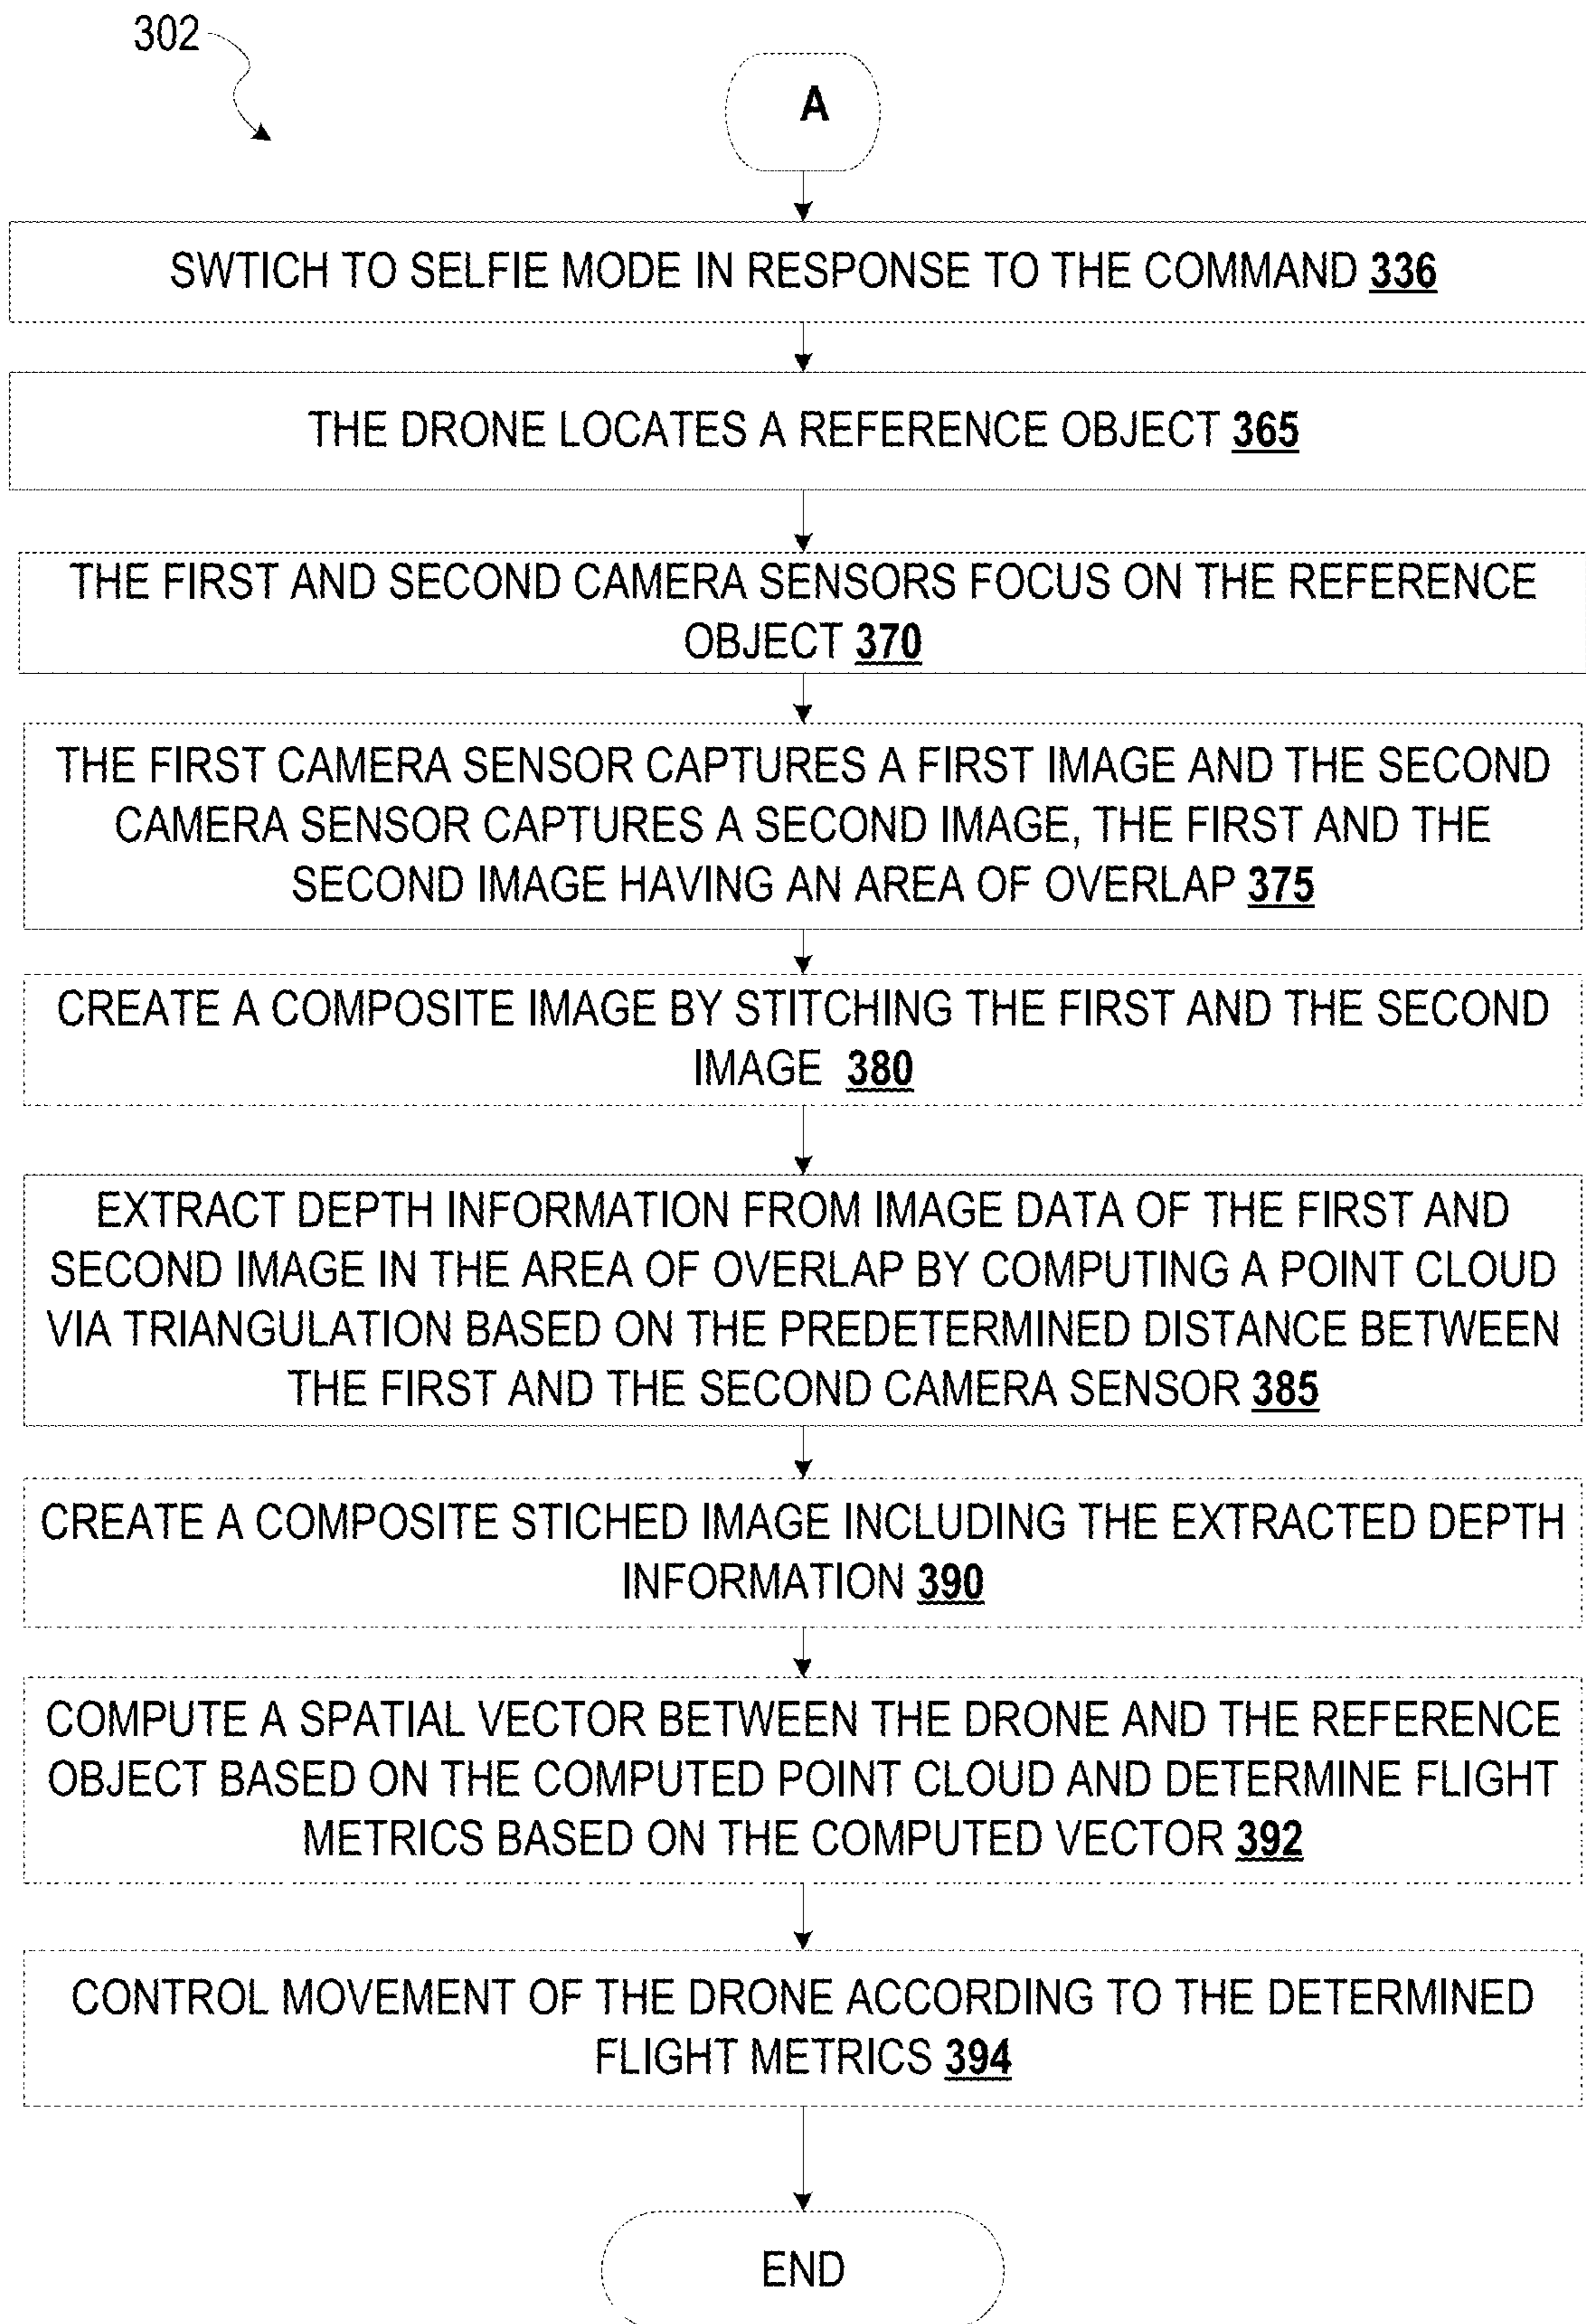 302
A
SWTICH TO SELFIE MODE IN RESPONSE TO THE COMMAND 336
THE DRONE LOCATES A REFERENCE OBJECT 365
THE FIRST AND SECOND CAMERA SENSORS FOCUS ON THE REFERENCE
OBJECT 370
THE FIRST CAMERA SENSOR CAPTURES A FIRST IMAGE AND THE SECOND
CAMERA SENSOR CAPTURES A SECOND IMAGE, THE FIRST AND THE
SECOND IMAGE HAVING AN AREA OF OVERLAP 375
CREATE A COMPOSITE IMAGE BY STITCHING THE FIRST AND THE SECOND
IMAGE 380
EXTRACT DEPTH INFORMATION FROM IMAGE DATA OF THE FIRST AND
SECOND IMAGE IN THE AREA OF OVERLAP BY COMPUTING A POINT CLOUD
VIA TRIANGULATION BASED ON THE PREDETERMINED DISTANCE BETWEEN
THE FIRST AND THE SECOND CAMERA SENSOR 385
CREATE A COMPOSITE STICHED IMAGE INCLUDING THE EXTRACTED DEPTH
INFORMATION 390
COMPUTE A SPATIAL VECTOR BETWEEN THE DRONE AND THE REFERENCE
OBJECT BASED ON THE COMPUTED POINT CLOUD AND DETERMINE FLIGHT
METRICS BASED ON THE COMPUTED VECTOR 392
CONTROL MOVEMENT OF THE DRONE ACCORDING TO THE DETERMINED
FLIGHT METRICS 394
END